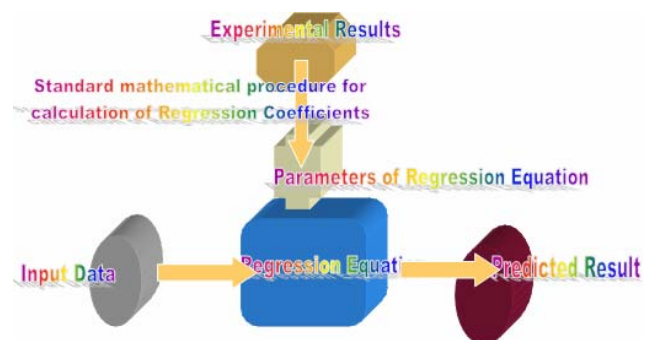 Experimental Results
Standard mathematical procedure for
calculation of Regression Coefficients
Parameters of Regression Equation
Input Data
Regression Equation
Predicted Result